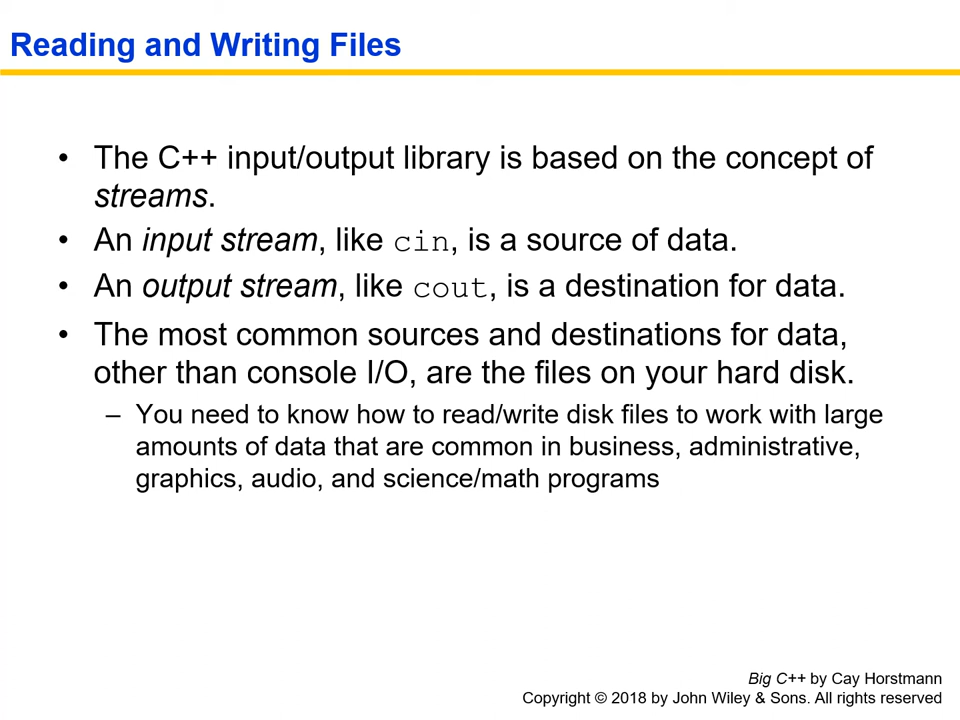 Reading and Writing Files
• The C++ input/output library is based on the concept of
streams.
• An input stream, like cin, is a source of data.
• An output stream, like cout, is a destination for data.
• The most common sources and destinations for data,
other than console I/O, are the files on your hard disk.
– You need to know how to read/write disk files to work with large
amounts of data that are common in business, administrative,
graphics, audio, and science/math programs
Big C++ by Cay Horstmann
Copyright © 2018 by John Wiley & Sons. All rights reserved